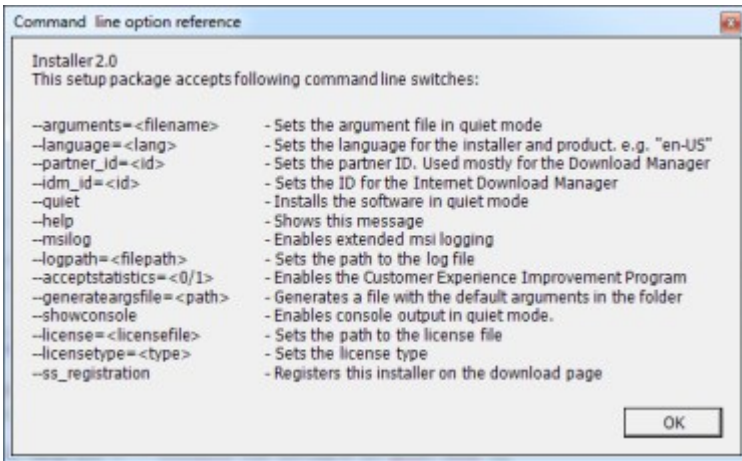 Command line option reference
Installer 2.0
This setup package accepts following command line switches:
--arguments=<filename> - Sets the argument file in quiet mode
--language=<lang> - Sets the language for the installer and product. e.g. "en-US"
--partner_id=<id> - Sets the partner ID. Used mostly for the Download Manager
--idm_id=<id> - Sets the ID for the Internet Download Manager
--quiet - Installs the software in quiet mode
--help - Shows this message
--msilog - Enables extended msi logging
--logpath=<filepath> - Sets the path to the log file
--acceptstatistics=<0/1> - Enables the Customer Experience Improvement Program
--generateargsfile=<path> - Generates a file with the default arguments in the folder
--showconsole - Enables console output in quiet mode.
--license=<licensefile> - Sets the path to the license file
--licensetype=<type> - Sets the license type
--ss_registration - Registers this installer on the download page
OK